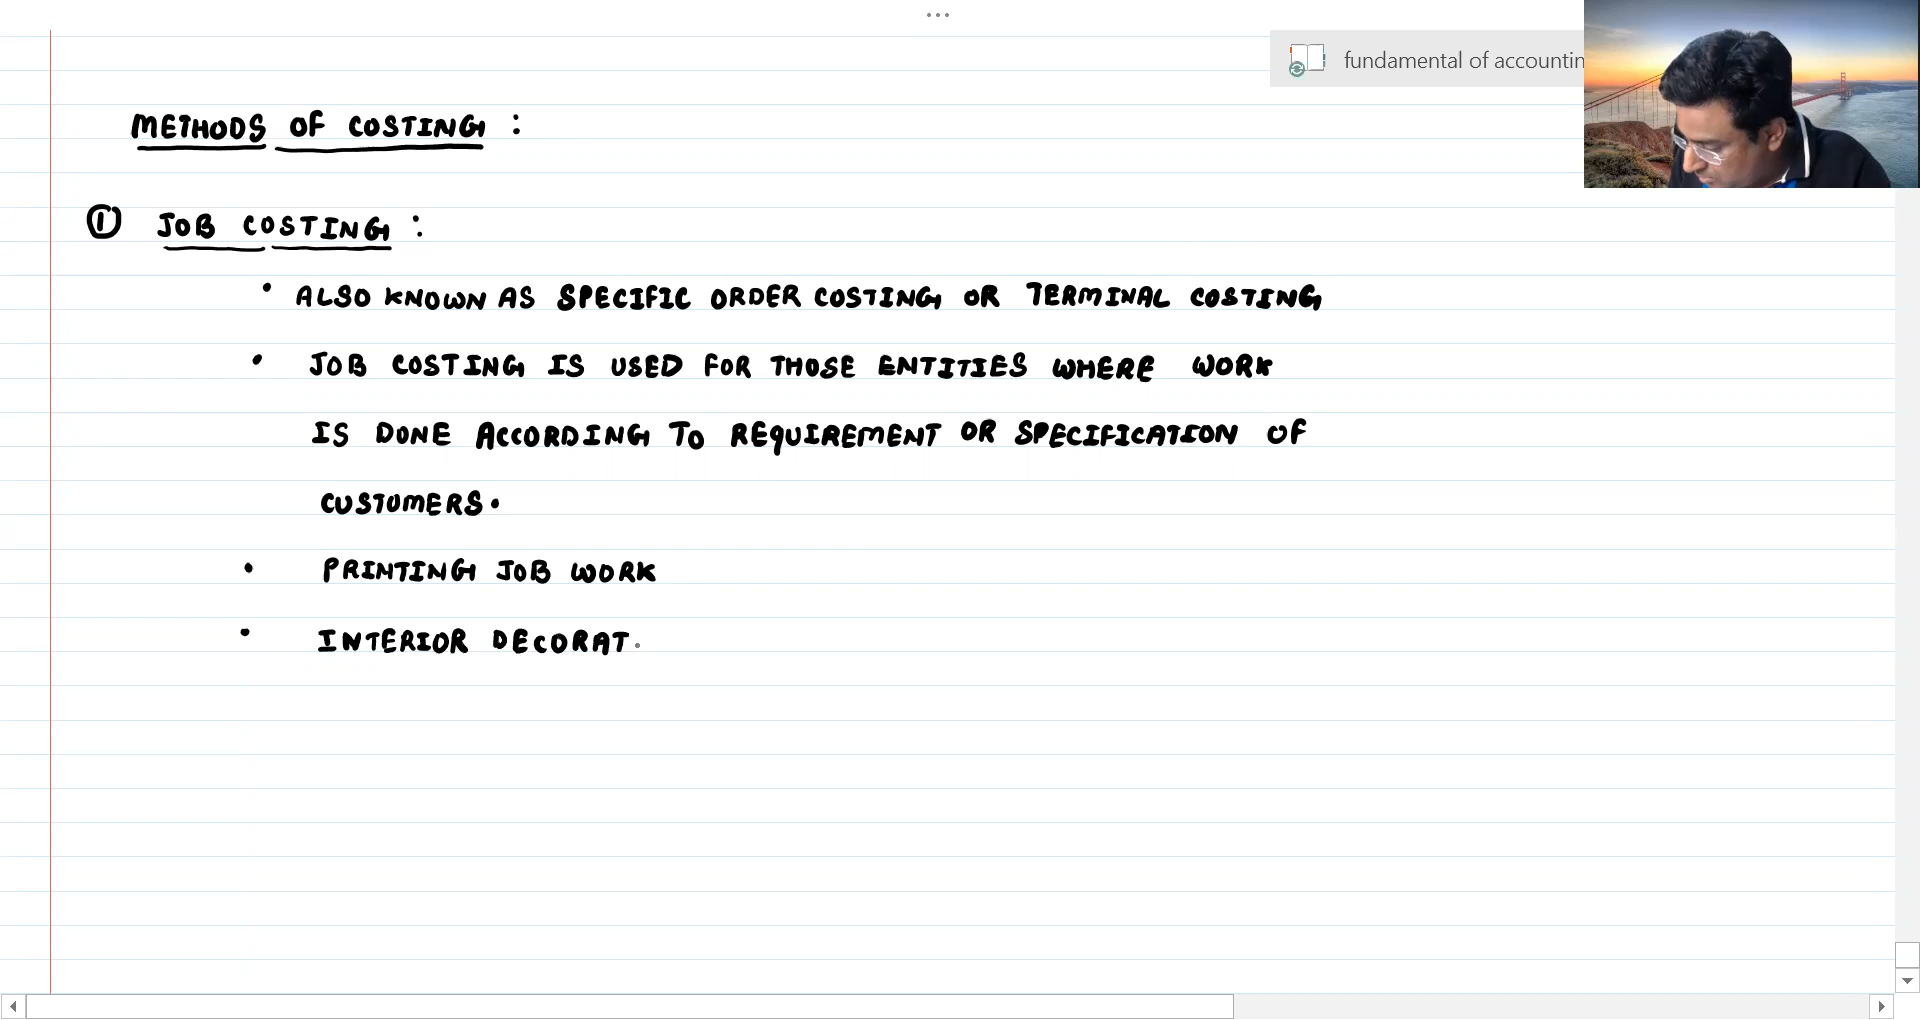 fundamental of accountin
METHODS OF COSTING :
① JOB COSTING :
• ALSO KNOWN AS SPECIFIC ORDER COSTING OR TERMINAL COSTING
• JOB COSTING IS USED FOR THOSE ENTITIES WHERE WORK
IS DONE ACCORDING TO REQUIREMENT OR SPECIFICATION OF
CUSTOMERS.
• PRINTING JOB WORK
• INTERIOR DECORAT